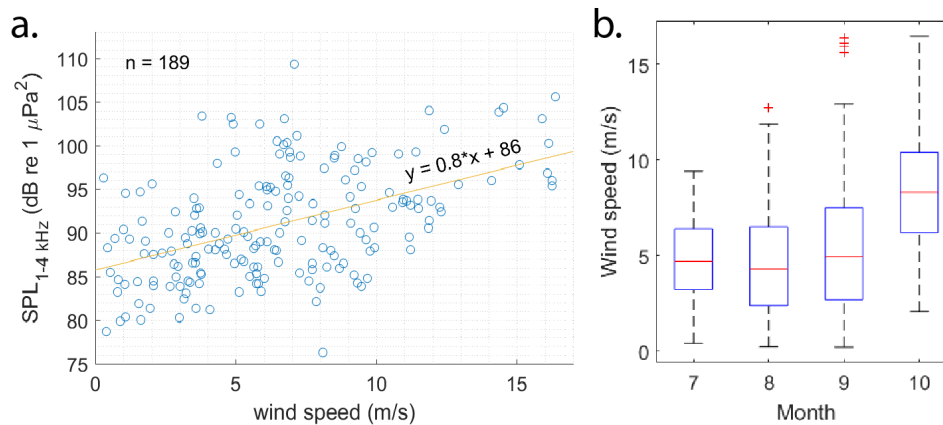 a.
n = 189
y = 0.8*x + 86
SPL1-4 kHz (dB re 1 μPa2)
110
105
100
95
90
85
80
75
0
5
10
15
wind speed (m/s)
b.
Wind speed (m/s)
15
10
5
0
7
8
9
10
Month